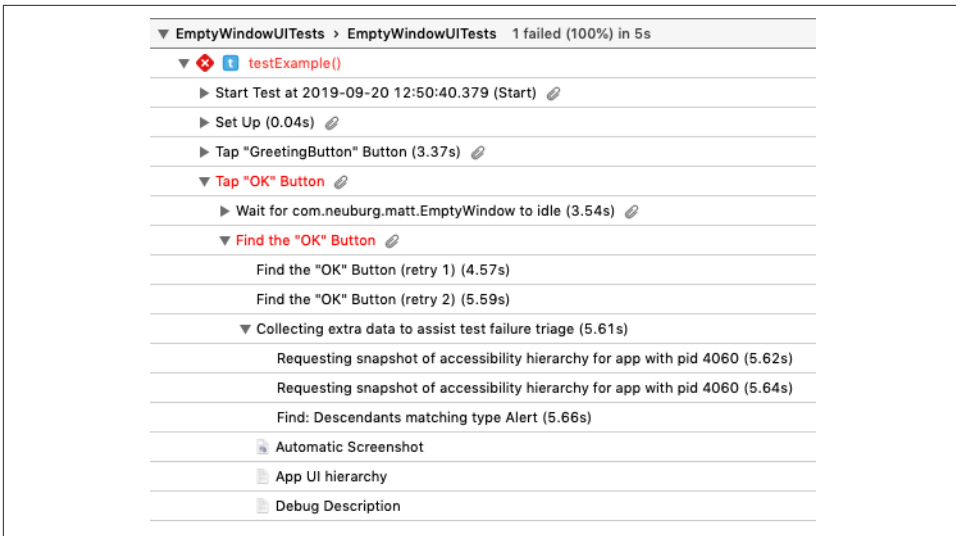 EmptyWindowUITests › EmptyWindowUITests 1 failed (100%) in 5s
t testExample()
Start Test at 2019-09-20 12:50:40.379 (Start)
Set Up (0.04s)
Tap "GreetingButton" Button (3.37s)
Tap "OK" Button
Wait for com.neuburg.matt.EmptyWindow to idle (3.54s)
Find the "OK" Button
Find the "OK" Button (retry 1) (4.57s)
Find the "OK" Button (retry 2) (5.59s)
Collecting extra data to assist test failure triage (5.61s)
Requesting snapshot of accessibility hierarchy for app with pid 4060 (5.62s)
Requesting snapshot of accessibility hierarchy for app with pid 4060 (5.64s)
Find: Descendants matching type Alert (5.66s)
Automatic Screenshot
App UI hierarchy
Debug Description